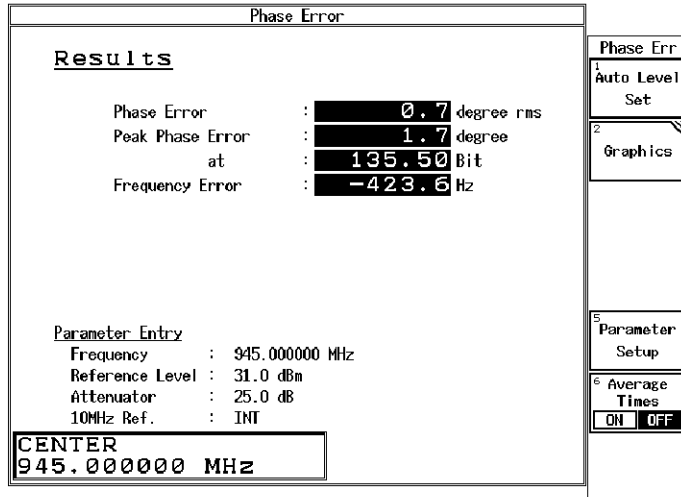 Phase Error
Results
Phase Error : 0.7 degree rms
Peak Phase Error : 1.7 degree
at : 135.50 Bit
Frequency Error : -423.6 Hz
Parameter Entry
Frequency : 945.000000 MHz
Reference Level : 31.0 dBm
Attenuator : 25.0 dB
10MHz Ref. : INT
CENTER
945.000000 MHz
Phase Err
1
Auto Level
Set
2
Graphics
5
Parameter
Setup
6 Average
Times
ON OFF